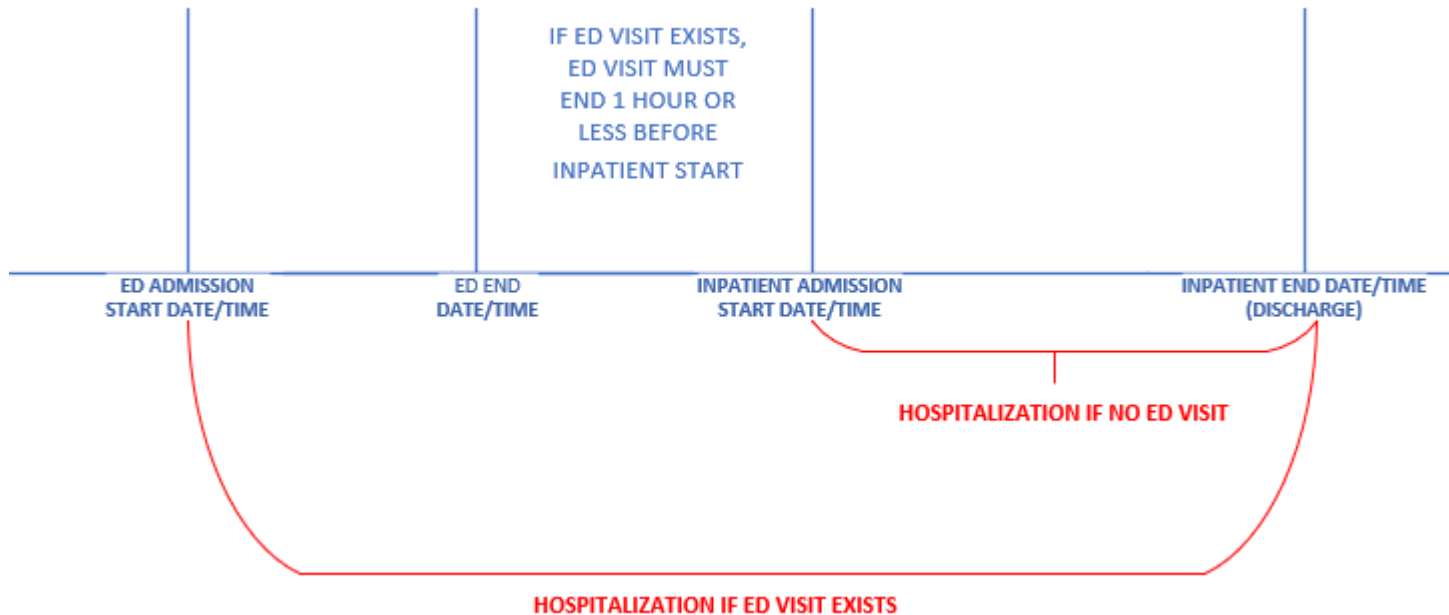 IF ED VISIT EXISTS,
ED VISIT MUST
END 1 HOUR OR
LESS BEFORE
INPATIENT START
ED ADMISSION
START DATE/TIME
ED END
DATE/TIME
INPATIENT ADMISSION
START DATE/TIME
INPATIENT END DATE/TIME
(DISCHARGE)
HOSPITALIZATION IF NO ED VISIT
HOSPITALIZATION IF ED VISIT EXISTS